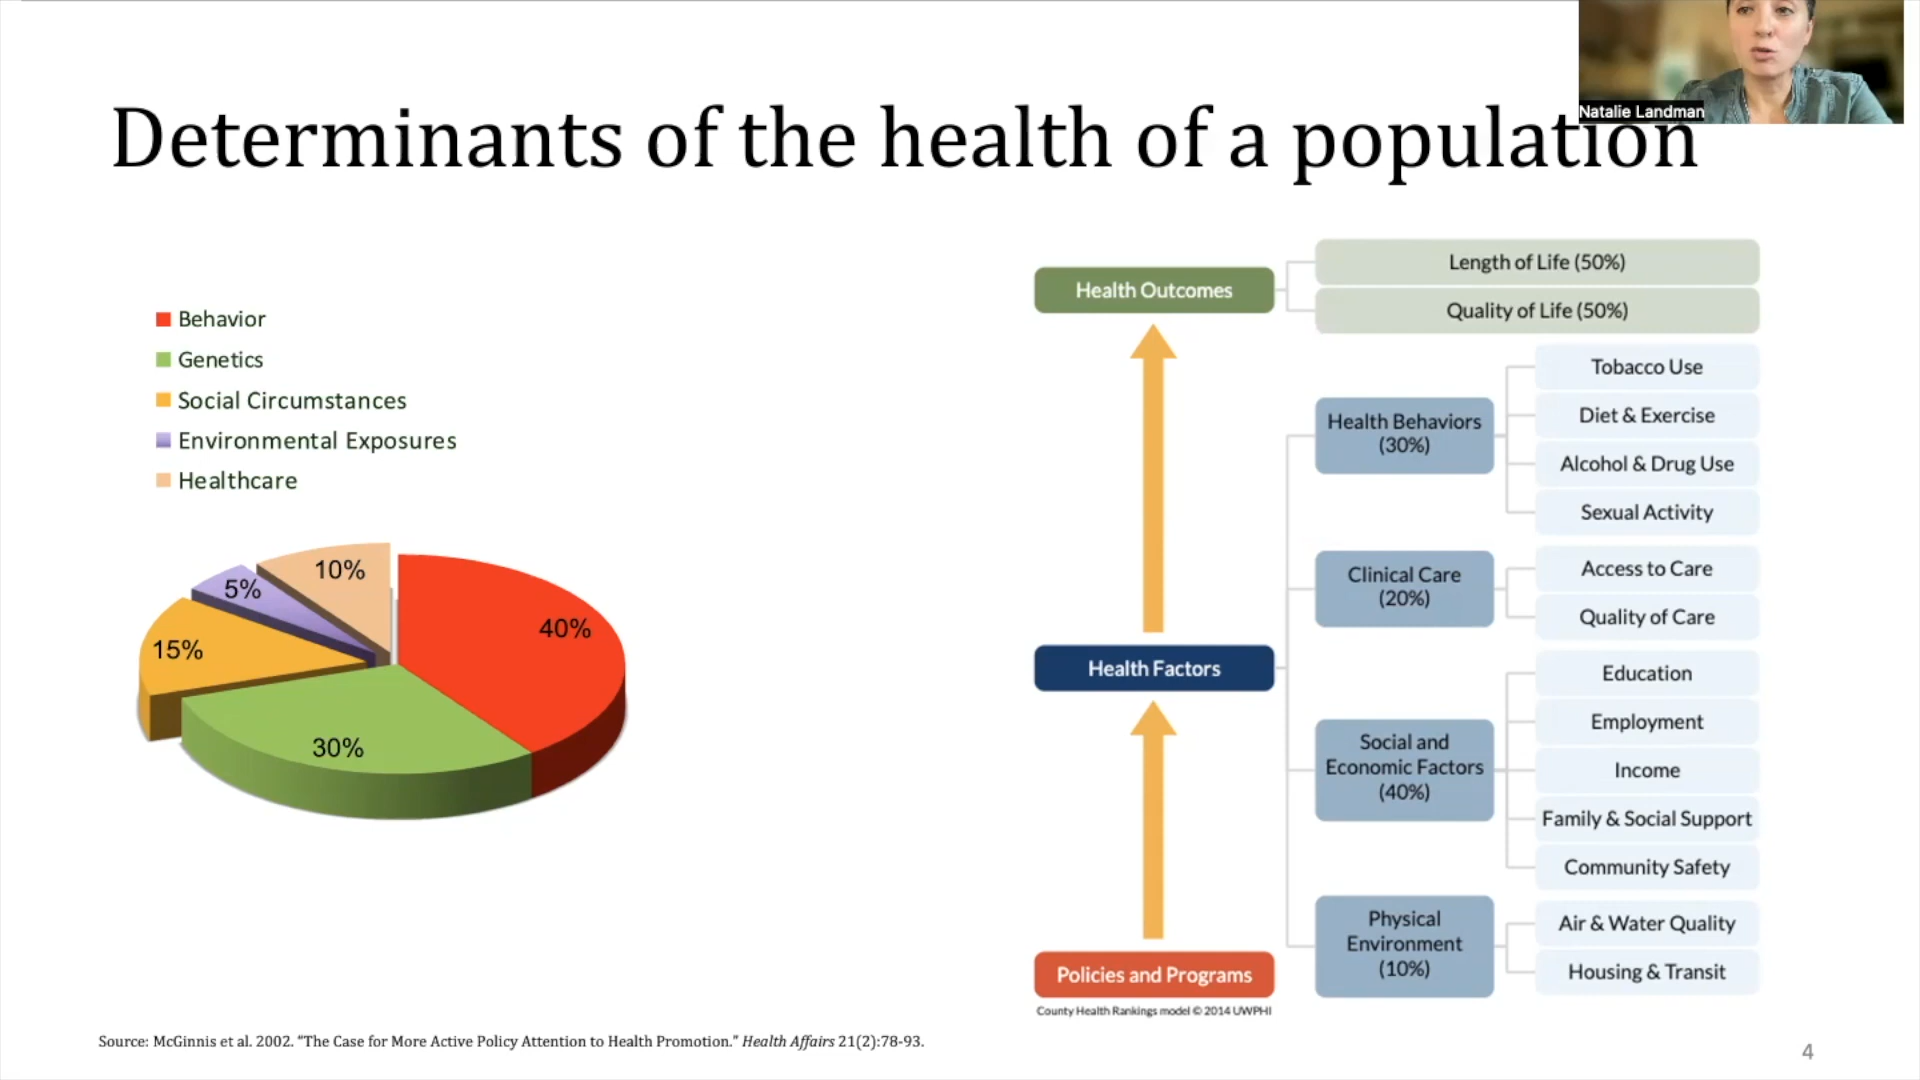 Natalie Landman
Determinants of the health of a population
Behavior
Genetics
Social Circumstances
Environmental Exposures
Healthcare
10%
5%
40%
15%
30%
Health Outcomes
Length of Life (50%)
Quality of Life (50%)
Health Behaviors
(30%)
Tobacco Use
Diet & Exercise
Alcohol & Drug Use
Sexual Activity
Clinical Care
(20%)
Access to Care
Quality of Care
Health Factors
Social and
Economic Factors
(40%)
Education
Employment
Income
Family & Social Support
Community Safety
Physical
Environment
(10%)
Air & Water Quality
Housing & Transit
Policies and Programs
County Health Rankings model © 2014 UWPHI
Source: McGinnis et al. 2002. “The Case for More Active Policy Attention to Health Promotion.” Health Affairs 21(2):78-93.
4